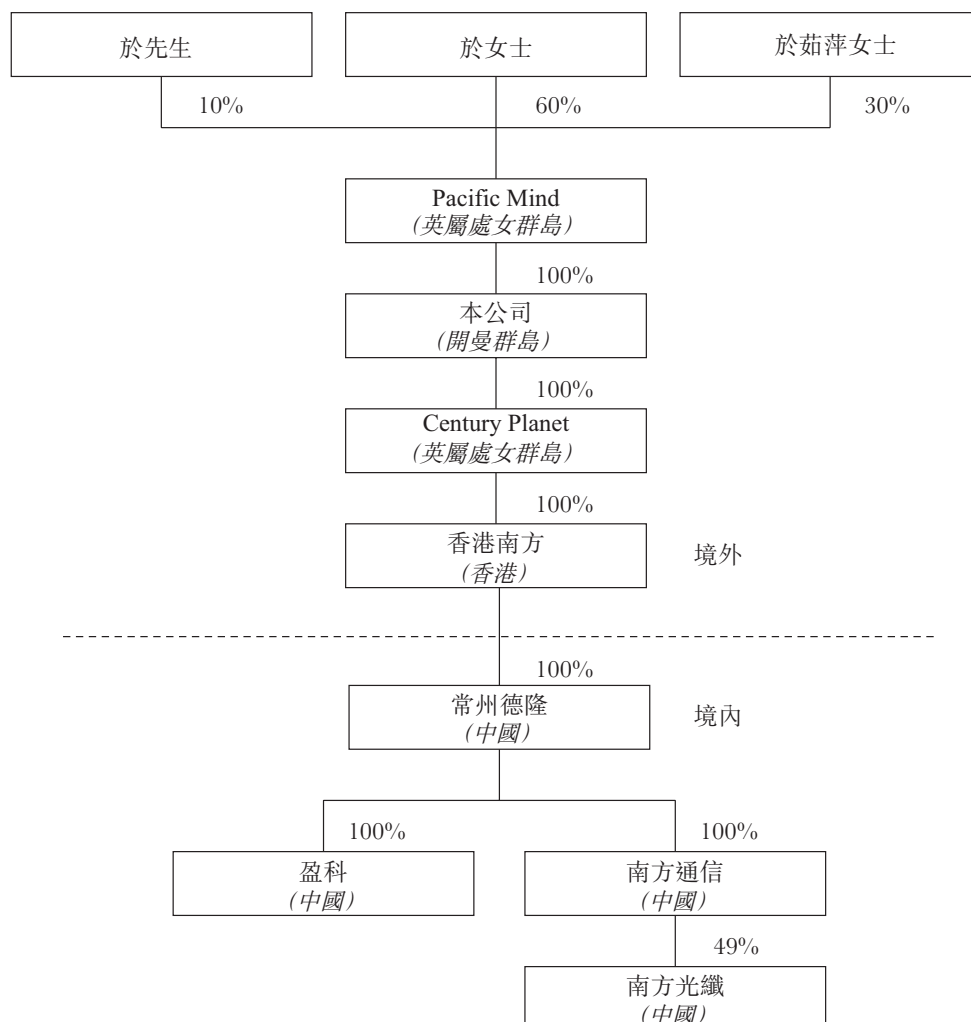 於先生
於女士
於茹萍女士
10%
60%
30%
Pacific Mind
(英屬處女群島)
100%
本公司
(開曼群島)
100%
Century Planet
(英屬處女群島)
100%
香港南方
(香港)
境外
100%
常州德隆
(中國)
境內
100%
100%
盈科
(中國)
南方通信
(中國)
49%
南方光纖
(中國)